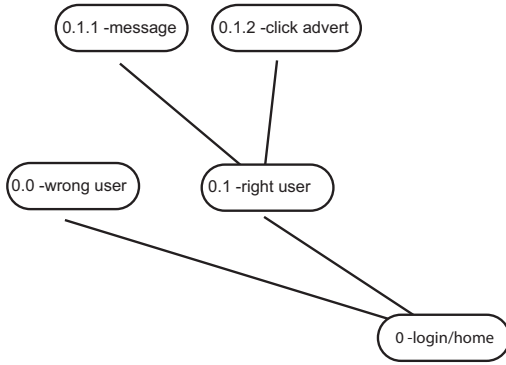 0.1.1 -message
0.1.2 -click advert
0.0 -wrong user
0.1 -right user
0 -login/home